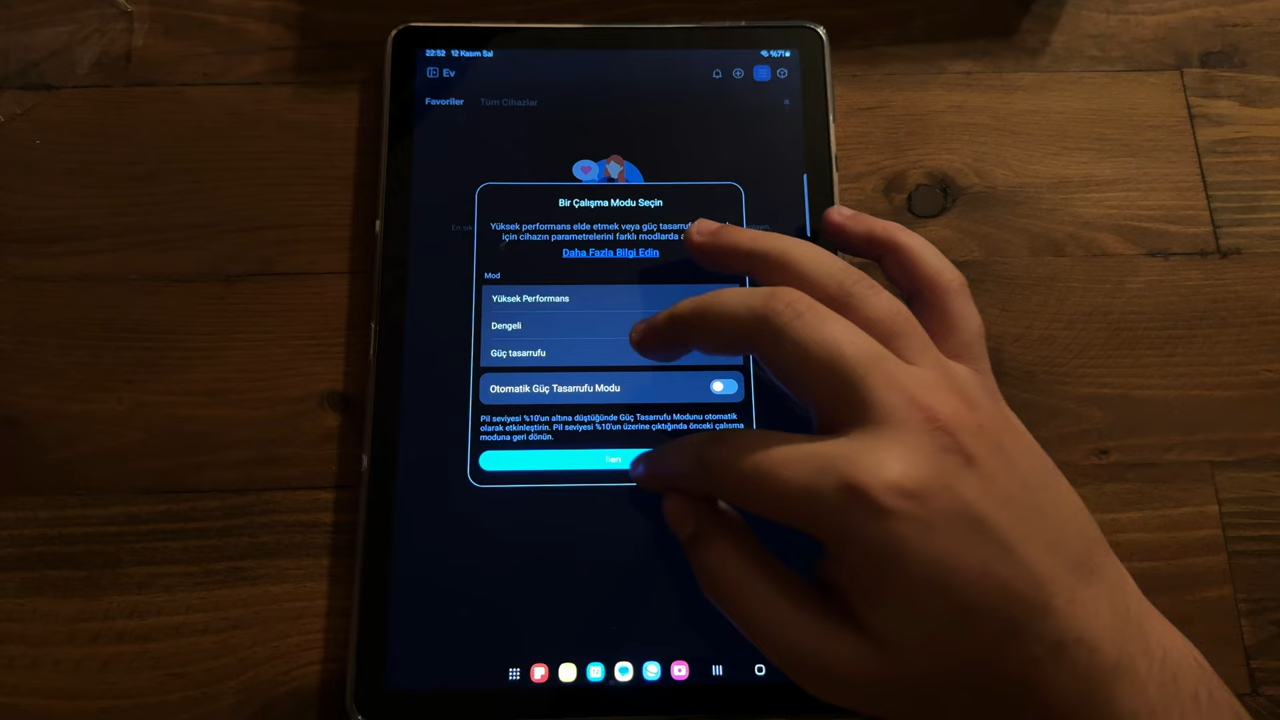 22:52 12 Kasım Sal
%71
Ev
Favoriler Tüm Cihazlar
En sık
Bir Çalışma Modu Seçin
Yüksek performans elde etmek veya güç
için cihazın parametrelerini farklı modlarda
Daha Fazla Bilgi Edin
Mod
Yüksek Performans
Dengeli
Güç tasarrufu
Otomatik Güç Tasarrufu Modu
Pil seviyesi %10'un altına düştüğünde Güç Tasarrufu Modunu otomatik
olarak etkinleştirin. Pil seviyesi %10'un üzerine çıktığında önceki çalışma
moduna geri dönün.